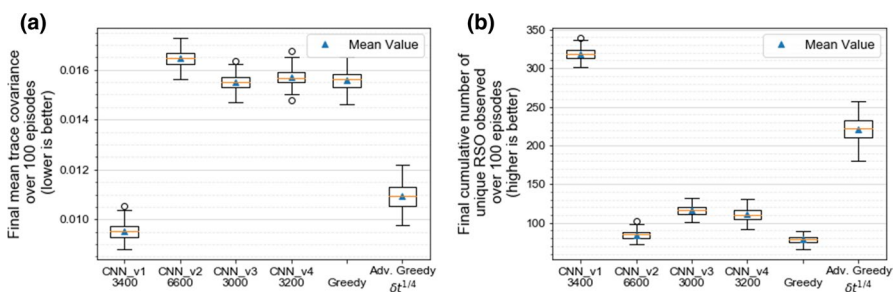 (a)
Final mean trace covariance
over 100 episodes
(lower is better)
0.016
0.014
0.012
0.010
Mean Value
CNN_v1
3400
CNN_v2
6600
CNN_v3
3000
CNN_v4
3200
Greedy
Adv. Greedy
δt^1/4
(b)
Final cumulative number of
unique RSO observed
over 100 episodes
(higher is better)
350
300
250
200
150
100
Mean Value
CNN_v1
3400
CNN_v2
6600
CNN_v3
3000
CNN_v4
3200
Greedy
Adv. Greedy
δt^1/4